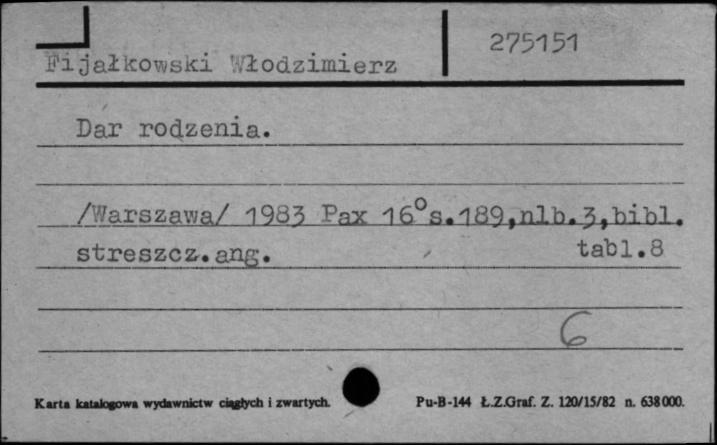 275151
Fijałkowski Włodzimierz
Dar rodzenia.
/Warszawa/ 1983 Pax 16°s.189,nlb.3,bibl.
streszcz.ang. tabl.8
6
Karta katalogowa wydawnictw ciągłych i zwartych. Pu-B-144 Ł.Z.Graf. Z. 120/15/82 n. 638000.